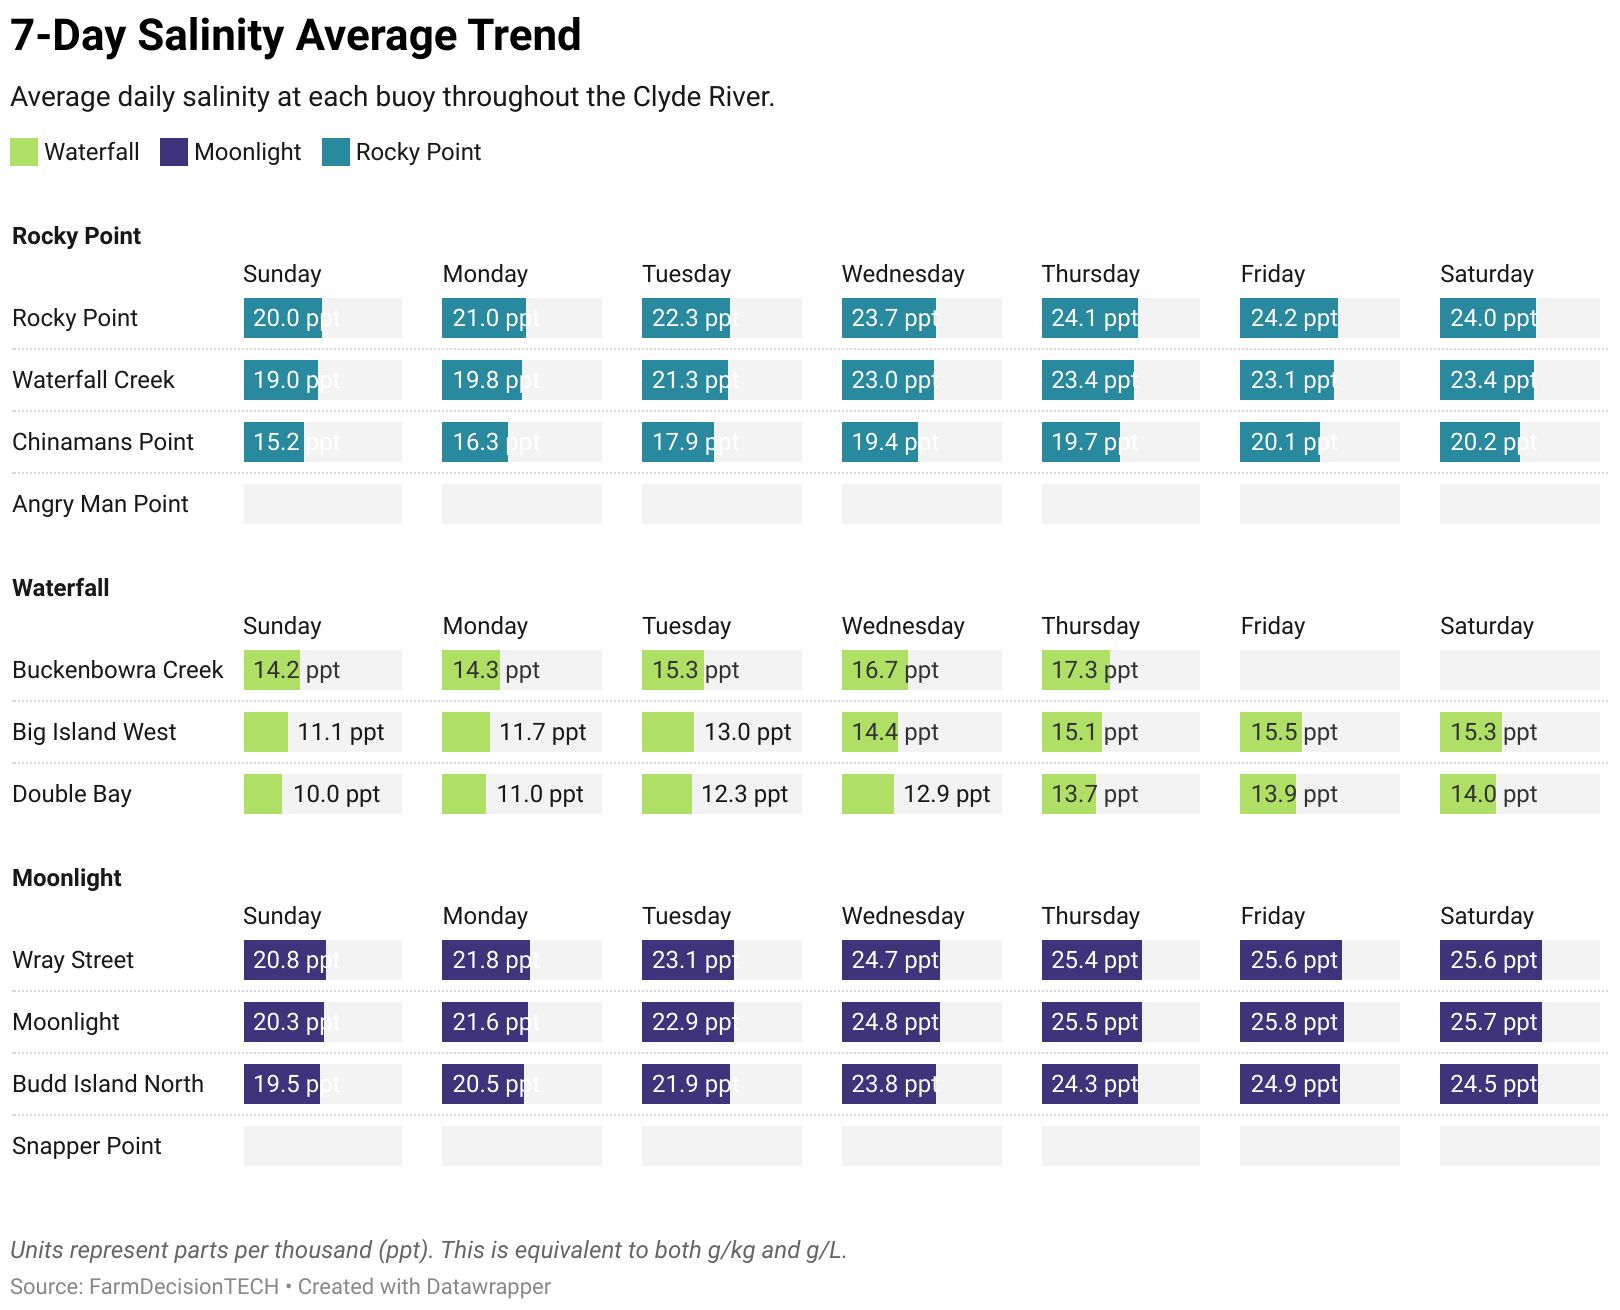 7-Day Salinity Average Trend
Average daily salinity at each buoy throughout the Clyde River.
Waterfall Moonlight Rocky Point
Rocky Point
Sunday Monday Tuesday Wednesday Thursday Friday Saturday
Rocky Point 20.0 ppt 21.0 ppt 22.3 ppt 23.7 ppt 24.1 ppt 24.2 ppt 24.0 ppt
Waterfall Creek 19.0 ppt 19.8 ppt 21.3 ppt 23.0 ppt 23.4 ppt 23.1 ppt 23.4 ppt
Chinamans Point 15.2 ppt 16.3 ppt 17.9 ppt 19.4 ppt 19.7 ppt 20.1 ppt 20.2 ppt
Angry Man Point
Waterfall
Sunday Monday Tuesday Wednesday Thursday Friday Saturday
Buckenbowra Creek 14.2 ppt 14.3 ppt 15.3 ppt 16.7 ppt 17.3 ppt
Big Island West 11.1 ppt 11.7 ppt 13.0 ppt 14.4 ppt 15.1 ppt 15.5 ppt 15.3 ppt
Double Bay 10.0 ppt 11.0 ppt 12.3 ppt 12.9 ppt 13.7 ppt 13.9 ppt 14.0 ppt
Moonlight
Sunday Monday Tuesday Wednesday Thursday Friday Saturday
Wray Street 20.8 ppt 21.8 ppt 23.1 ppt 24.7 ppt 25.4 ppt 25.6 ppt 25.6 ppt
Moonlight 20.3 ppt 21.6 ppt 22.9 ppt 24.8 ppt 25.5 ppt 25.8 ppt 25.7 ppt
Budd Island North 19.5 ppt 20.5 ppt 21.9 ppt 23.8 ppt 24.3 ppt 24.9 ppt 24.5 ppt
Snapper Point
Units represent parts per thousand (ppt). This is equivalent to both g/kg and g/L.
Source: FarmDecisionTECH • Created with Datawrapper